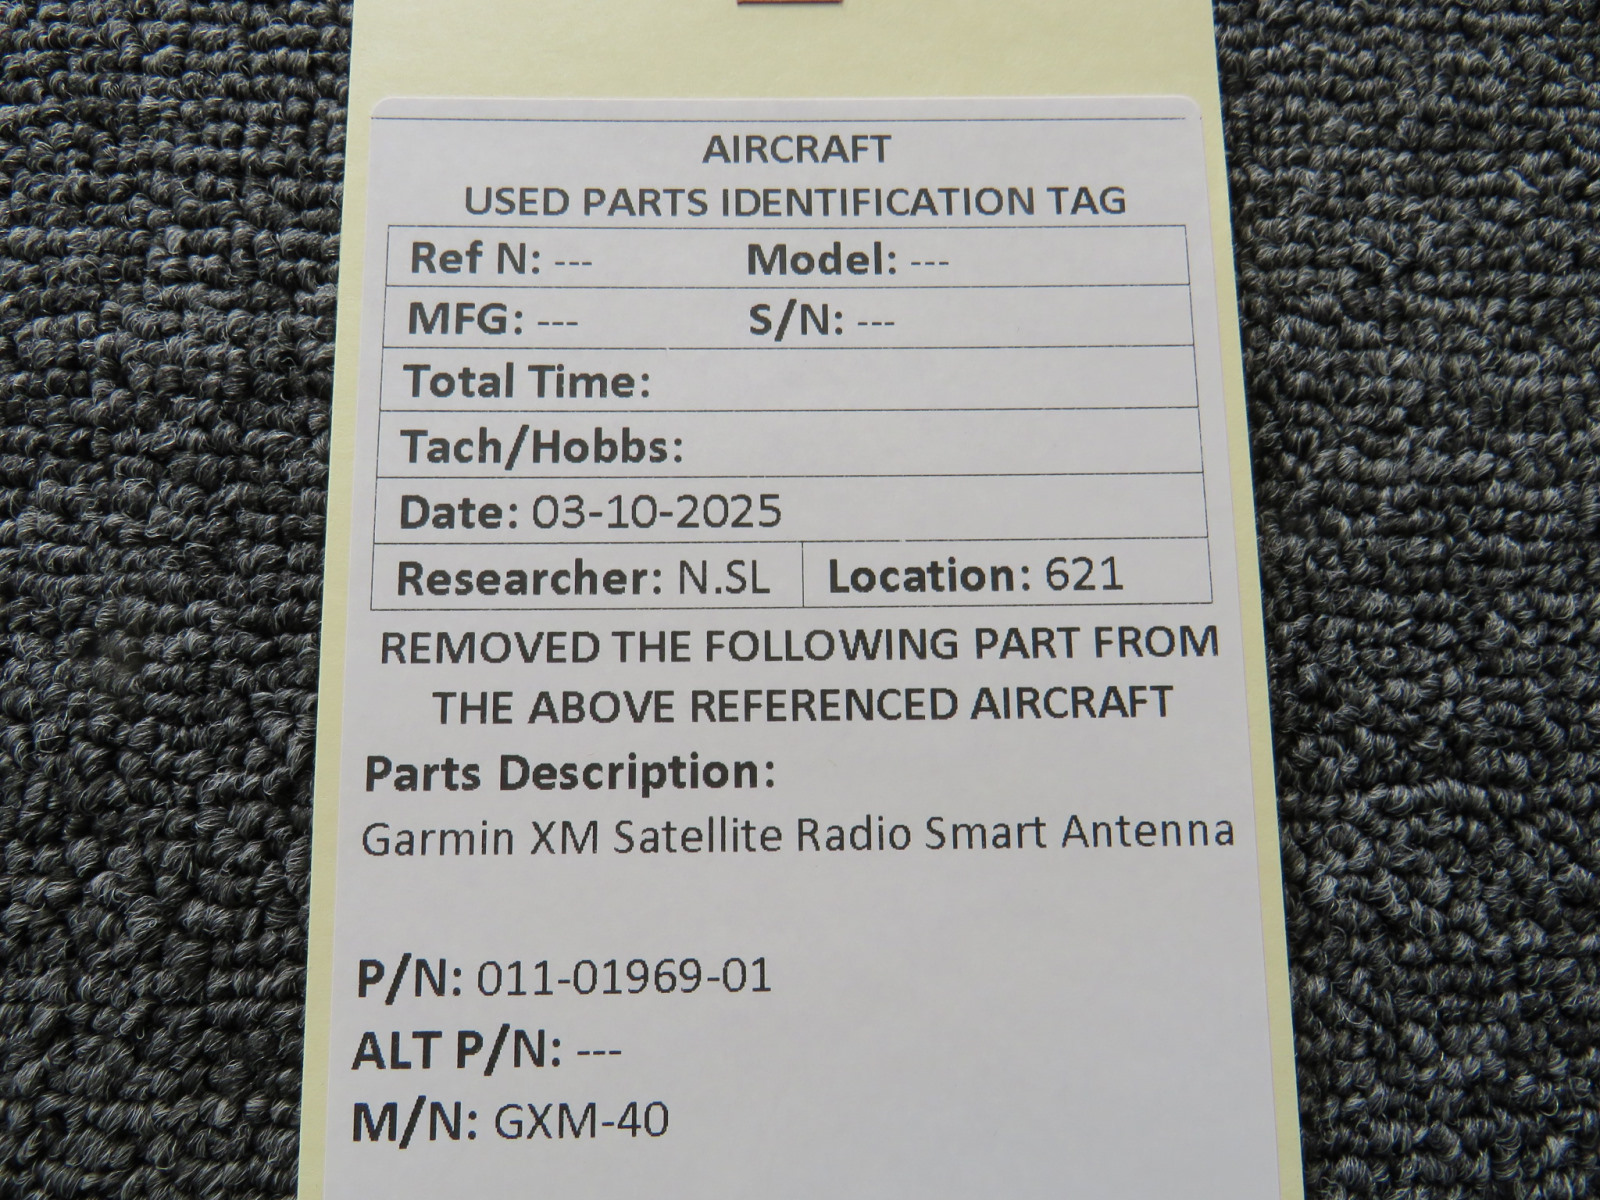 AIRCRAFT
USED PARTS IDENTIFICATION TAG
Ref N: --- Model: ---
MFG: --- S/N: ---
Total Time:
Tach/Hobbs:
Date: 03-10-2025
Researcher: N.SL Location: 621
REMOVED THE FOLLOWING PART FROM
THE ABOVE REFERENCED AIRCRAFT
Parts Description:
Garmin XM Satellite Radio Smart Antenna
P/N: 011-01969-01
ALT P/N: ---
M/N: GXM-40